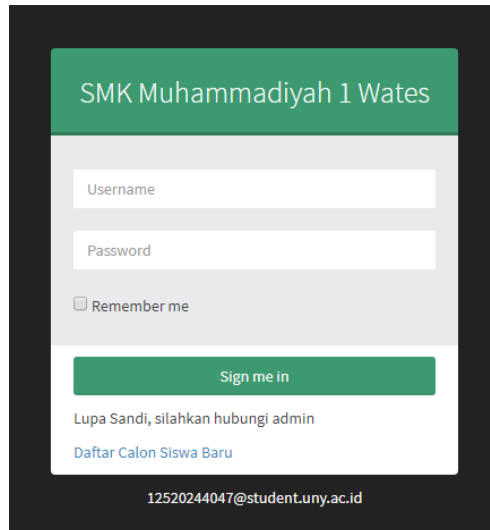 SMK Muhammadiyah 1 Wates
Username
Password
Remember me
Sign me in
Lupa Sandi, silahkan hubungi admin
Daftar Calon Siswa Baru
12520244047@student.uny.ac.id